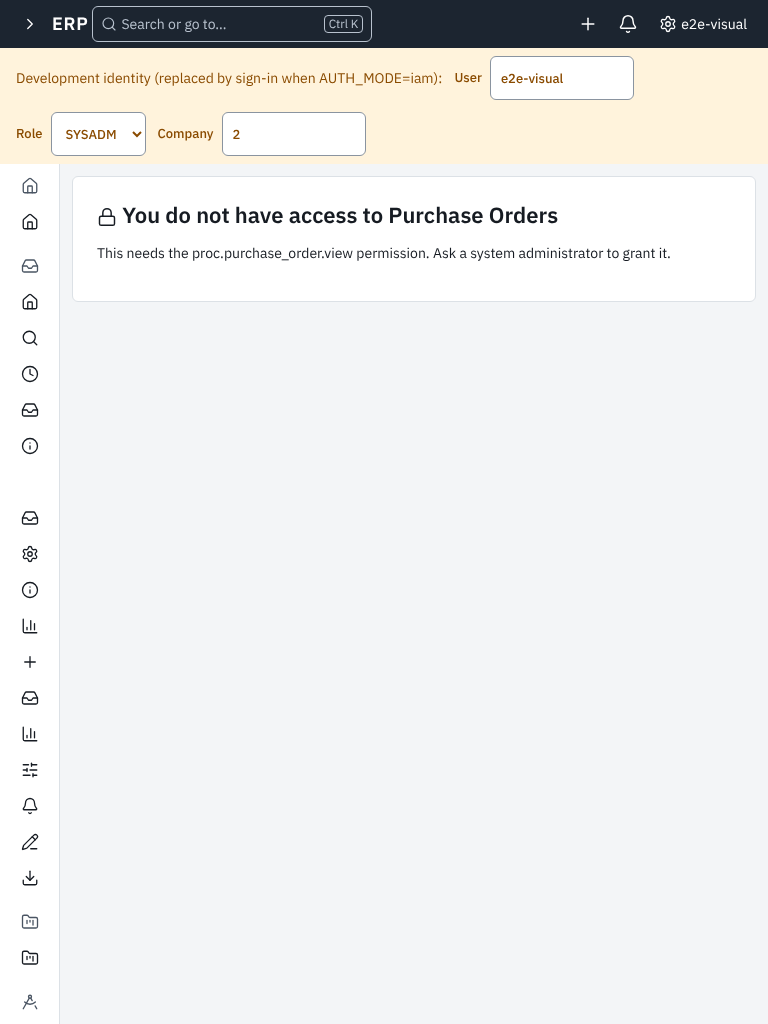 ERP Search or go to... Ctrl K e2e-visual
Development identity (replaced by sign-in when AUTH_MODE=iam): User e2e-visual
Role SYSADM Company 2
You do not have access to Purchase Orders
This needs the proc.purchase_order.view permission. Ask a system administrator to grant it.